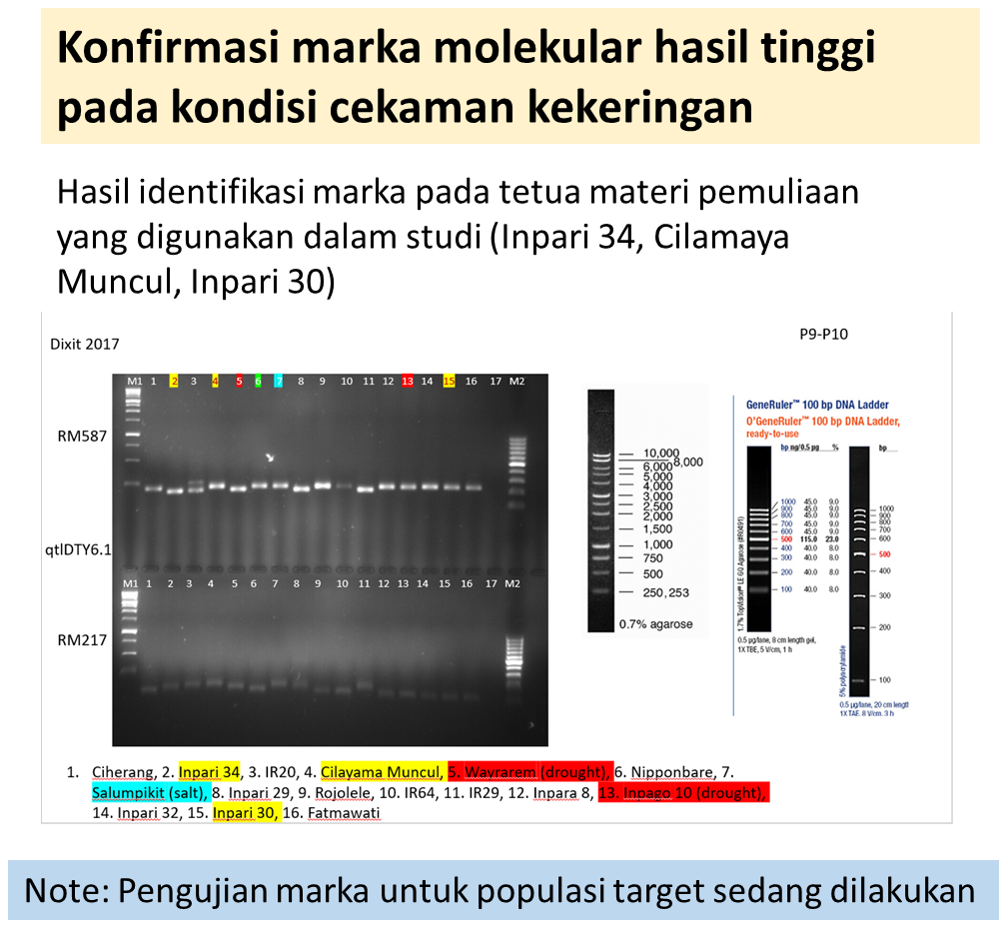 Konfirmasi marka molekular hasil tinggi
pada kondisi cekaman kekeringan
Hasil identifikasi marka pada tetua materi pemuliaan
yang digunakan dalam studi (Inpari 34, Cilamaya
Muncul, Inpari 30)
Dixit 2017
P9-P10
M1 1 2 3 4 5 6 7 8 9 10 11 12 13 14 15 16 17 M2
RM587
qtlDTY6.1
M1 1 2 3 4 5 6 7 8 9 10 11 12 13 14 15 16 17 M2
RM217
10,000
8,000
6,000
5,000
4,000
3,000
2,500
2,000
1,500
1,000
750
500
250,253
0.7% agarose
GeneRuler™ 100 bp DNA Ladder
O'GeneRuler™ 100 bp DNA Ladder,
ready-to-use
bp ng/0.5 µg %
1000 45.0 9.0
900 45.0 9.0
800 45.0 9.0
700 45.0 9.0
600 45.0 9.0
500 115.0 23.0
400 40.0 8.0
300 40.0 8.0
200 40.0 8.0
100 40.0 8.0
1.7% TopVision™ LE GQ Agarose (#R0491)
0.5 µg/lane, 8 cm length gel,
1X TBE, 5 V/cm, 1 h
bp
1000
900
800
700
600
500
400
300
200
100
5% polyacrylamide
0.5 µg/lane, 20 cm lengtl
1X TAE, 8 V/cm, 3 h
1. Ciherang, 2. Inpari 34, 3. IR20, 4. Cilayama Muncul, 5. Wayrarem (drought), 6. Nipponbare, 7.
Salumpikit (salt), 8. Inpari 29, 9. Rojolele, 10. IR64, 11. IR29, 12. Inpara 8, 13. Inpago 10 (drought),
14. Inpari 32, 15. Inpari 30, 16. Fatmawati
Note: Pengujian marka untuk populasi target sedang dilakukan